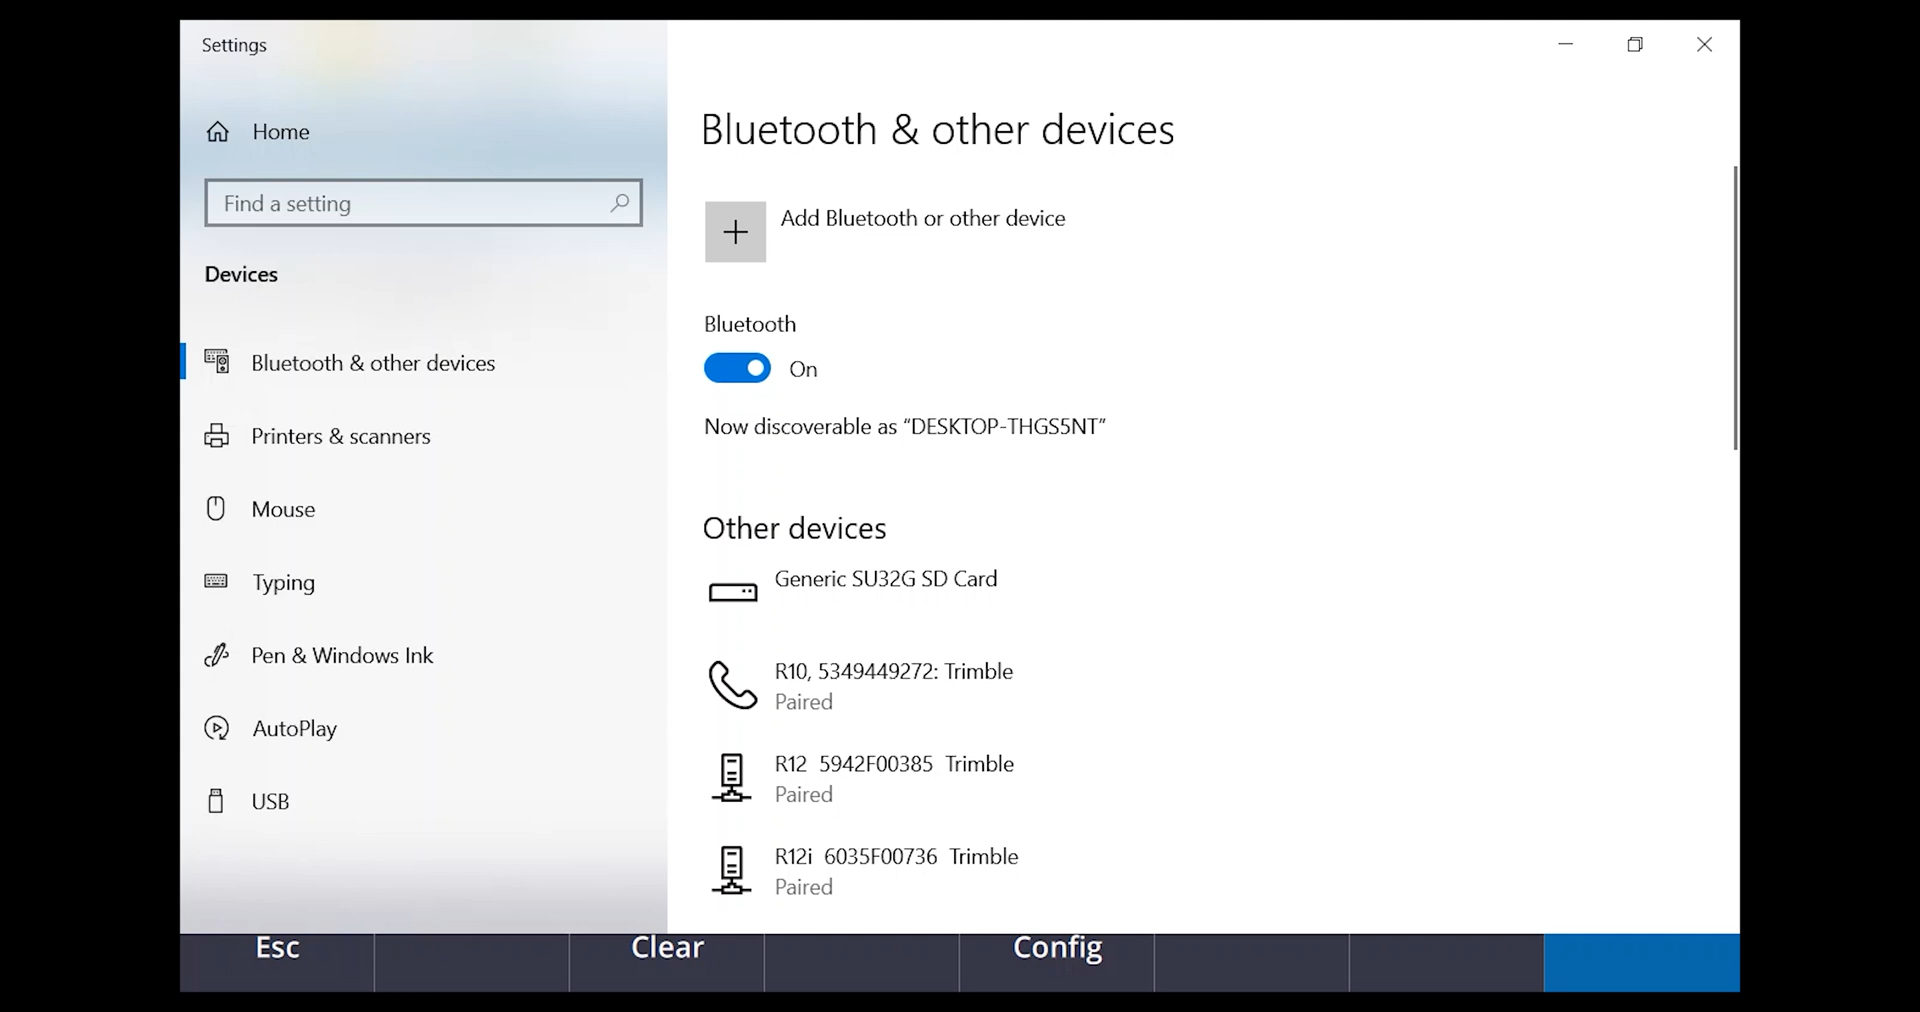 Settings
Home
Find a setting
Devices
Bluetooth & other devices
Printers & scanners
Mouse
Typing
Pen & Windows Ink
AutoPlay
USB
Bluetooth & other devices
Add Bluetooth or other device
Bluetooth
On
Now discoverable as “DESKTOP-THGS5NT”
Other devices
Generic SU32G SD Card
R10, 5349449272: Trimble
Paired
R12 5942F00385 Trimble
Paired
R12i 6035F00736 Trimble
Paired
Esc Clear Config